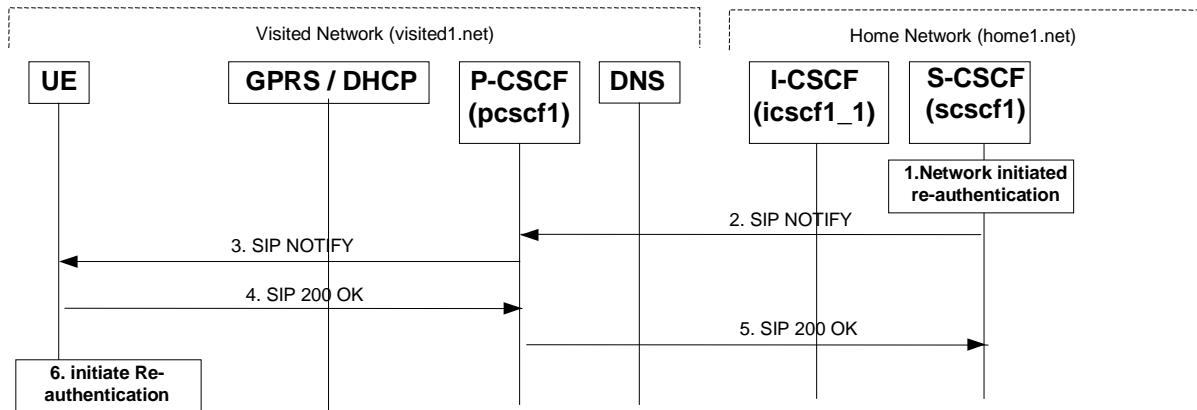 Visited Network (visited1.net)
Home Network (home1.net)
UE
GPRS / DHCP
P-CSCF
(pcscf1)
DNS
I-CSCF
(icscf1_1)
S-CSCF
(scscf1)
1.Network initiated
re-authentication
2. SIP NOTIFY
3. SIP NOTIFY
4. SIP 200 OK
5. SIP 200 OK
6. initiate Re-
authentication